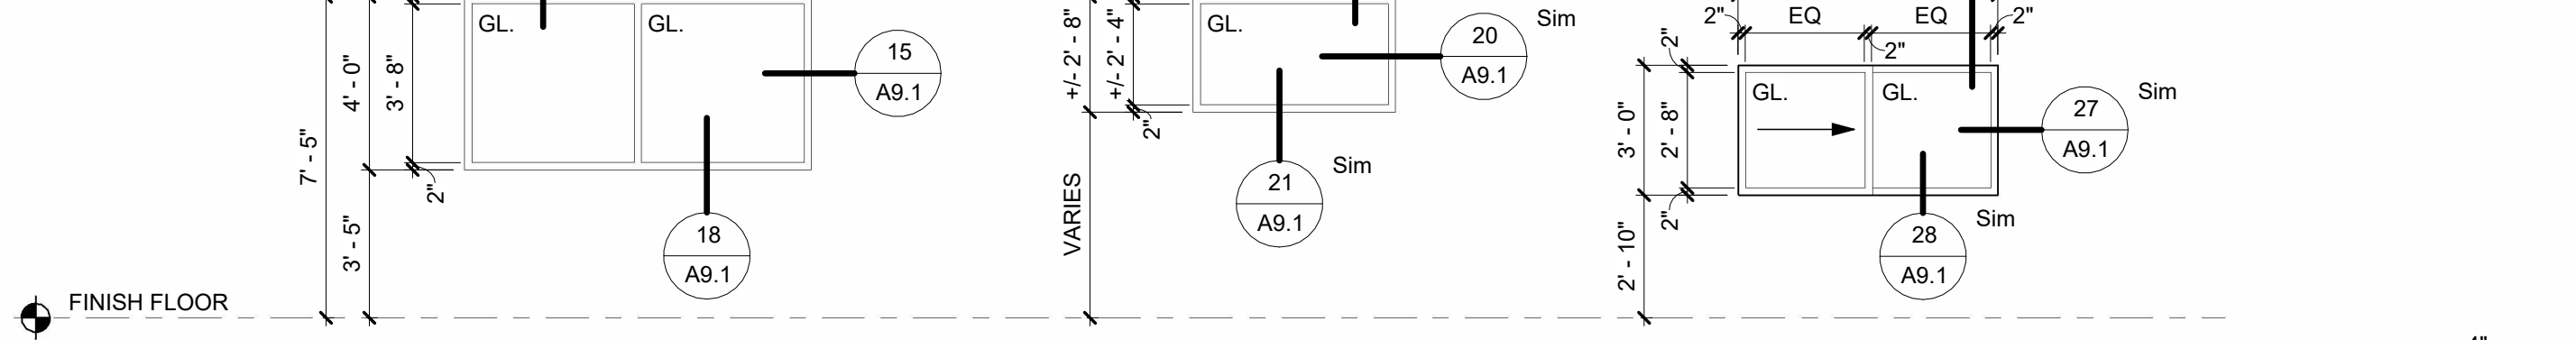 GL.
GL.
15
A9.1
18
A9.1
7' - 5"
4' - 0"
3' - 8"
2"
3' - 5"
FINISH FLOOR
+/- 2' - 8"
+/- 2' - 4"
2"
VARIES
GL.
20
A9.1
Sim
21
A9.1
Sim
2"
EQ
EQ
2"
2"
2"
3' - 0"
2' - 8"
2"
2' - 10"
GL.
GL.
27
A9.1
Sim
28
A9.1
Sim